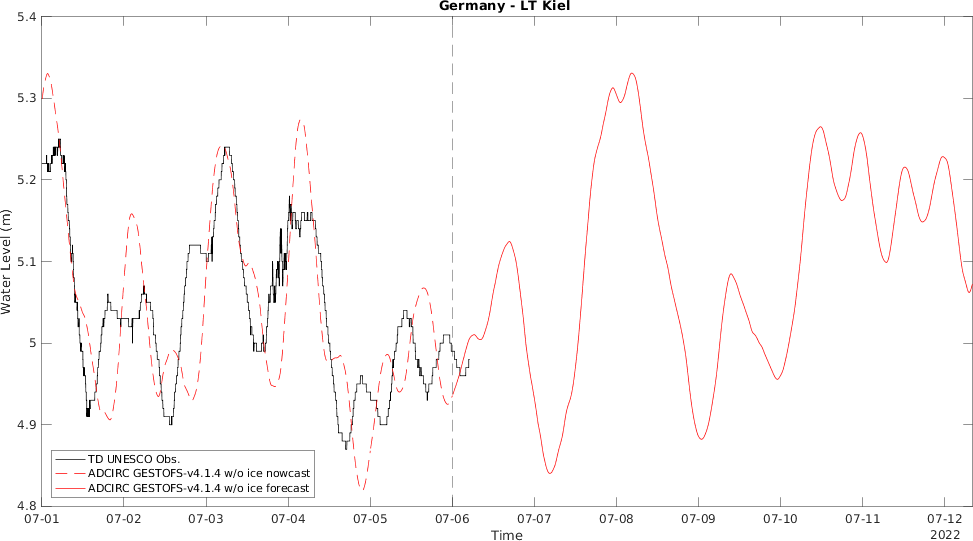 Germany - LT Kiel
5.4
5.3
5.2
5.1
5
4.9
4.8
Water Level (m)
TD UNESCO Obs.
ADCIRC GESTOFS-v4.1.4 w/o ice nowcast
ADCIRC GESTOFS-v4.1.4 w/o ice forecast
07-01 07-02 07-03 07-04 07-05 07-06 07-07 07-08 07-09 07-10 07-11 07-12
2022
Time